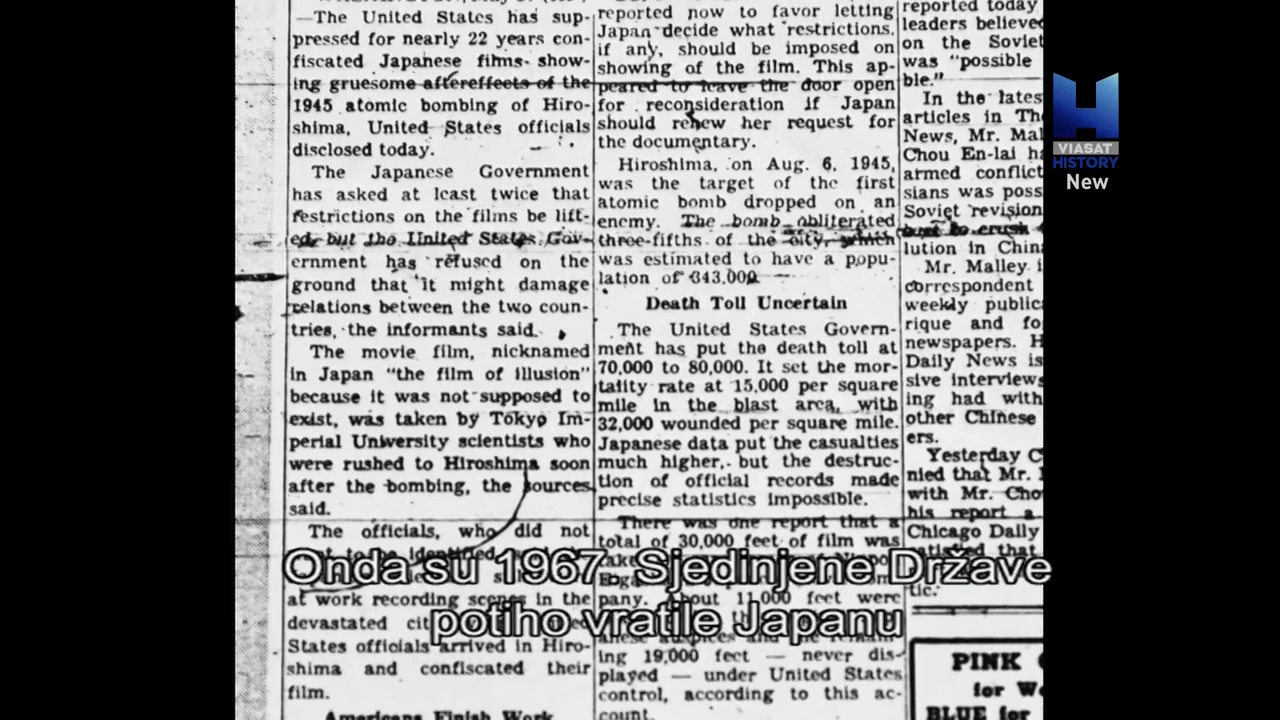 —The United States has sup-
pressed for nearly 22 years con-
fiscated Japanese films show-
ing gruesome aftereffects of the
1945 atomic bombing of Hiro-
shima, United States officials
disclosed today.
The Japanese Government
has asked at least twice that
restrictions on the films be lift-
ed, but the United States Gov-
ernment has refused on the
ground that it might damage
relations between the two coun-
tries, the informants said.
The movie film, nicknamed
in Japan "the film of illusion"
because it was not supposed to
exist, was taken by Tokyo Im-
perial University scientists who
were rushed to Hiroshima soon
after the bombing, the sources
said.
The officials, who did not
at work recording scenes in the
devastated
States officials arrived in Hiro-
shima and confiscated their
film.
Americans Finish Work
reported now to favor letting
Japan decide what restrictions,
if any, should be imposed on
showing of the film. This ap-
peared to leave the door open
for reconsideration if Japan
should renew her request for
the documentary.
Hiroshima, on Aug. 6, 1945,
was the target of the first
atomic bomb dropped on an
enemy. The bomb obliterated
three-fifths of the city, which
was estimated to have a popu-
lation of 343,000.
Death Toll Uncertain
The United States Govern-
ment has put the death toll at
70,000 to 80,000. It set the mor-
tality rate at 15,000 per square
mile in the blast area, with
32,000 wounded per square mile.
Japanese data put the casualties
much higher, but the destruc-
tion of official records made
precise statistics impossible.
There was one report that a
total of 30,000 feet of film was
pany. About 11,000 feet were
ing 19,000 feet — never dis-
played — under United States
control, according to this ac-
count.
reported today
leaders believe
on the Soviet
was "possible
ble."
In the lates
articles in Th
News, Mr. Mal
Chou En-lai h
armed conflict
sians was poss
Soviet revision
bent to crush
lution in Chin
Mr. Malley i
correspondent
weekly public
rique and fo
newspapers. H
Daily News is
sive interviews
ing had with
other Chinese
ers.
Yesterday C
nied that Mr.
with Mr. Cho
his report a
Chicago Daily
satisfied that
tic.
PINK
for W
BLUE for
VIASAT
HISTORY
New
Onda su 1967. Sjedinjene Države
potiho vratile Japanu